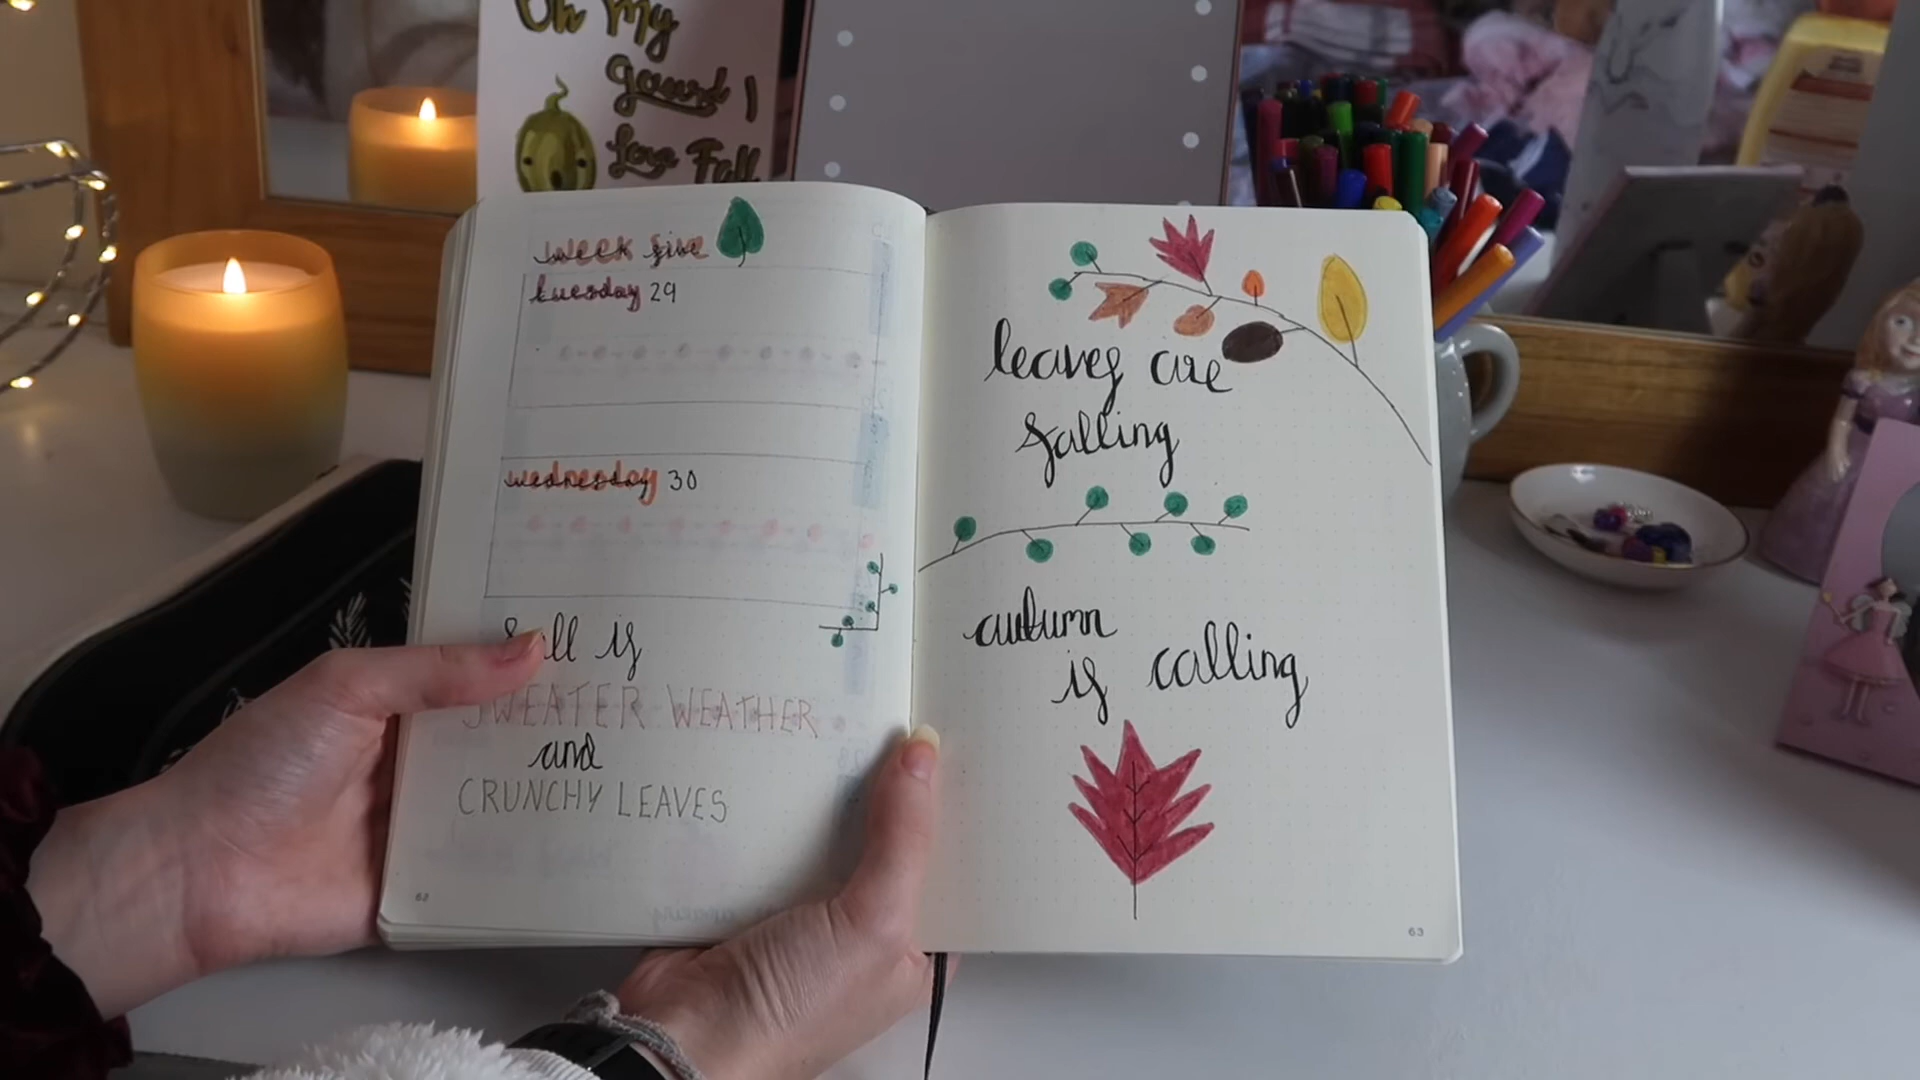 Oh My
gourd I
Love Fall
week five
tuesday 29
wednesday 30
fall is
SWEATER WEATHER
and
CRUNCHY LEAVES
62
leaves are
falling
autumn
is calling
63